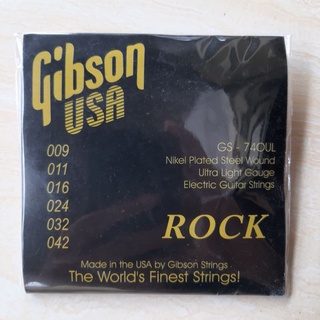 Gibson
USA
009
011
016
024
032
042
GS - 740UL
Nikel Plated Steel Wound
Ultra Light Gauge
Electric Guitar Strings
ROCK
Made in the USA by Gibson Strings
The World's Finest Strings!